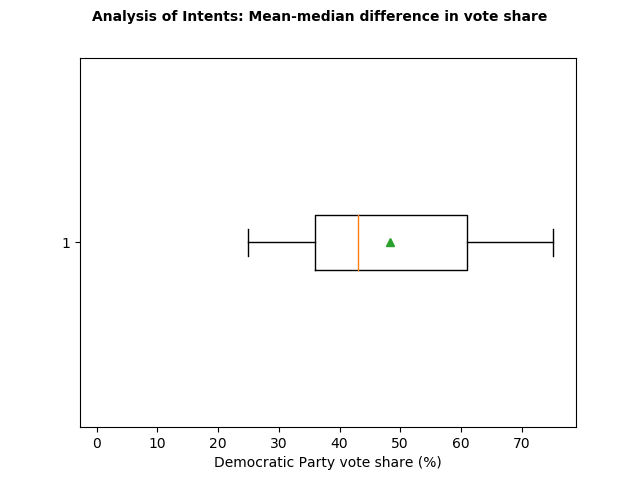 Analysis of Intents: Mean-median difference in vote share
1
0 10 20 30 40 50 60 70
Democratic Party vote share (%)